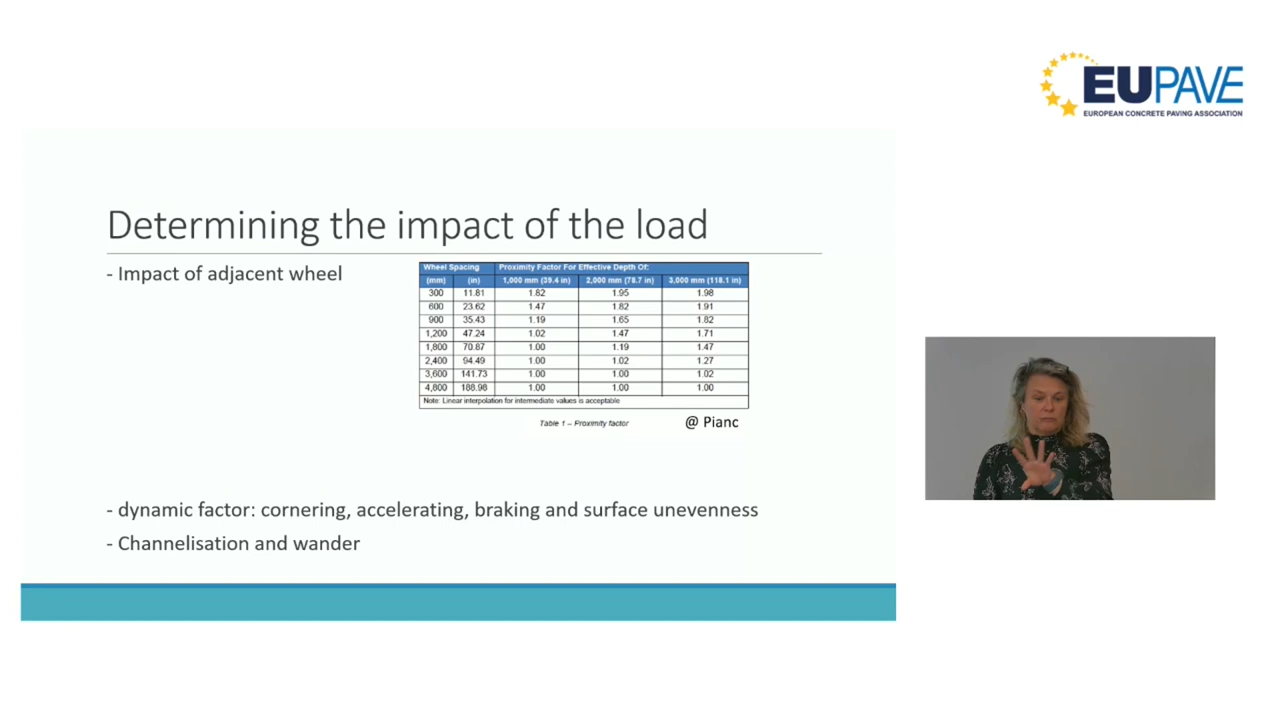 EUPAVE
EUROPEAN CONCRETE PAVING ASSOCIATION
Determining the impact of the load
- Impact of adjacent wheel
Wheel Spacing Proximity Factor For Effective Depth Of:
(mm) (in) 1,000 mm (39.4 in) 2,000 mm (78.7 in) 3,000 mm (118.1 in)
300 11.81 1.82 1.95 1.98
600 23.62 1.47 1.82 1.91
900 35.43 1.19 1.65 1.82
1,200 47.24 1.02 1.47 1.71
1,800 70.87 1.00 1.19 1.47
2,400 94.49 1.00 1.02 1.27
3,600 141.73 1.00 1.00 1.02
4,800 188.98 1.00 1.00 1.00
Note: Linear interpolation for intermediate values is acceptable
Table 1 – Proximity factor
@ Pianc
- dynamic factor: cornering, accelerating, braking and surface unevenness
- Channelisation and wander